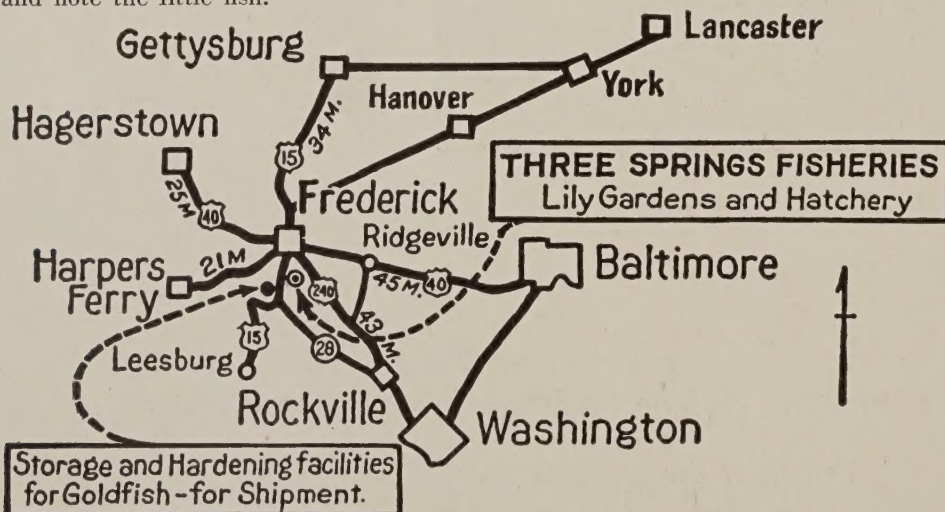 and note the little fish.
Lancaster
Gettysburg
York
Hanover
34 M.
15
Hagerstown
THREE SPRINGS FISHERIES
Lily Gardens and Hatchery
25 M
40
Frederick
Ridgeville
21 M
Harpers
Ferry
45 M.
40
Baltimore
240
43 M.
15
28
Leesburg
Rockville
Washington
Storage and Hardening facilities
for Goldfish-for Shipment.